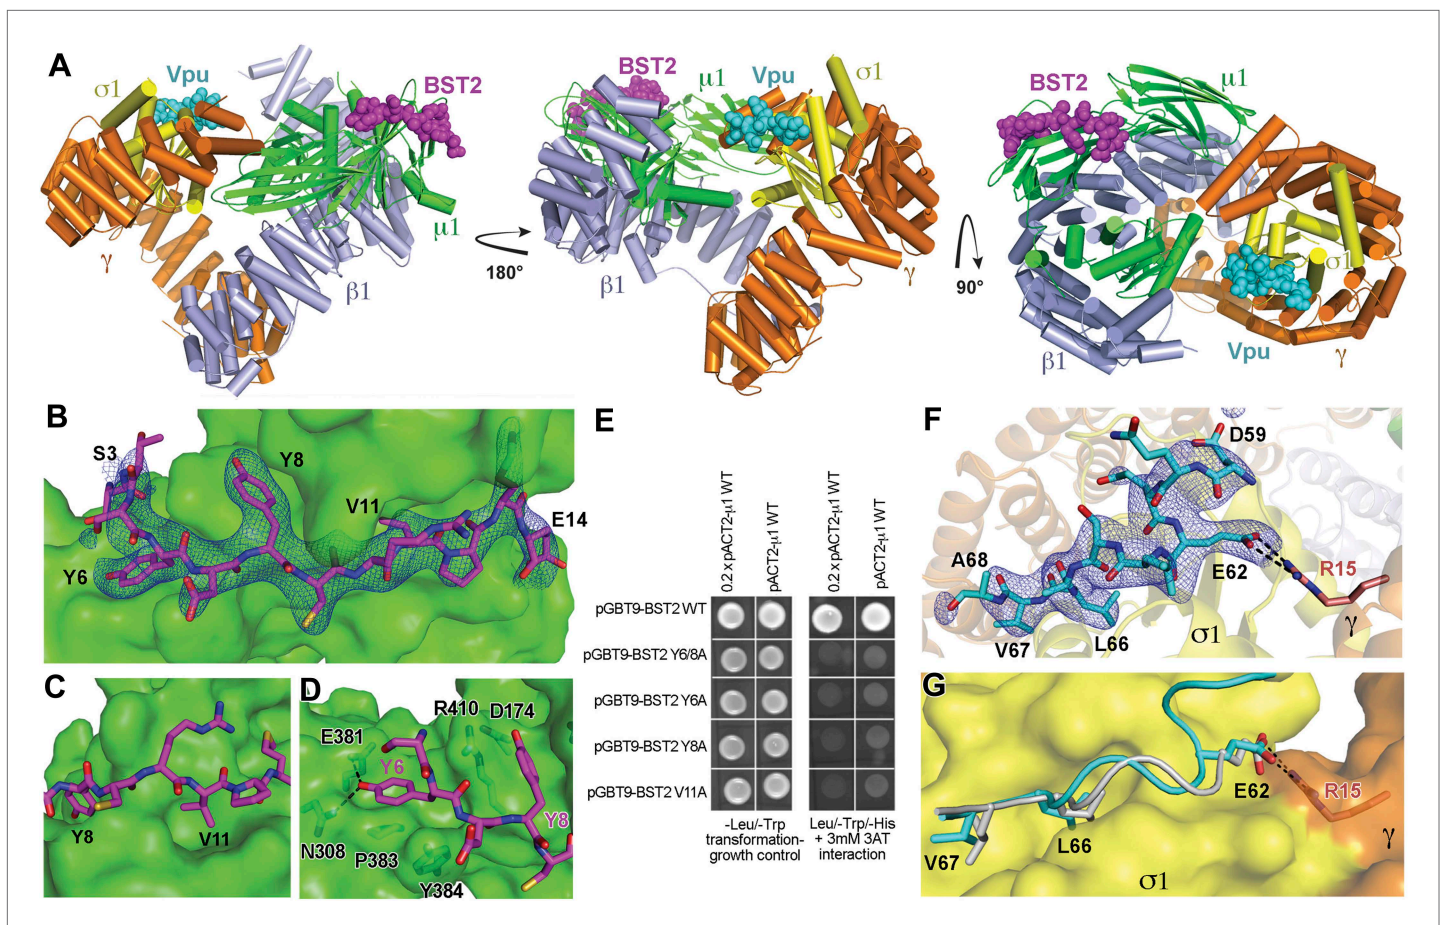 A
σ1
Vpu
BST2
μ1
γ
β1
180°
BST2
μ1
Vpu
σ1
β1
γ
90°
BST2
μ1
σ1
β1
Vpu
γ
B
S3
Y8
V11
E14
Y6
C
Y8
V11
D
R410
D174
E381
Y6
Y8
N308
P383
Y384
E
0.2 x pACT2-μ1 WT
pACT2-μ1 WT
0.2 x pACT2-μ1 WT
pACT2-μ1 WT
pGBT9-BST2 WT
pGBT9-BST2 Y6/8A
pGBT9-BST2 Y6A
pGBT9-BST2 Y8A
pGBT9-BST2 V11A
-Leu/-Trp
transformation-
growth control
Leu/-Trp/-His
+ 3mM 3AT
interaction
F
D59
A68
E62
R15
V67
L66
σ1
γ
G
E62
R15
L66
V67
σ1
γ